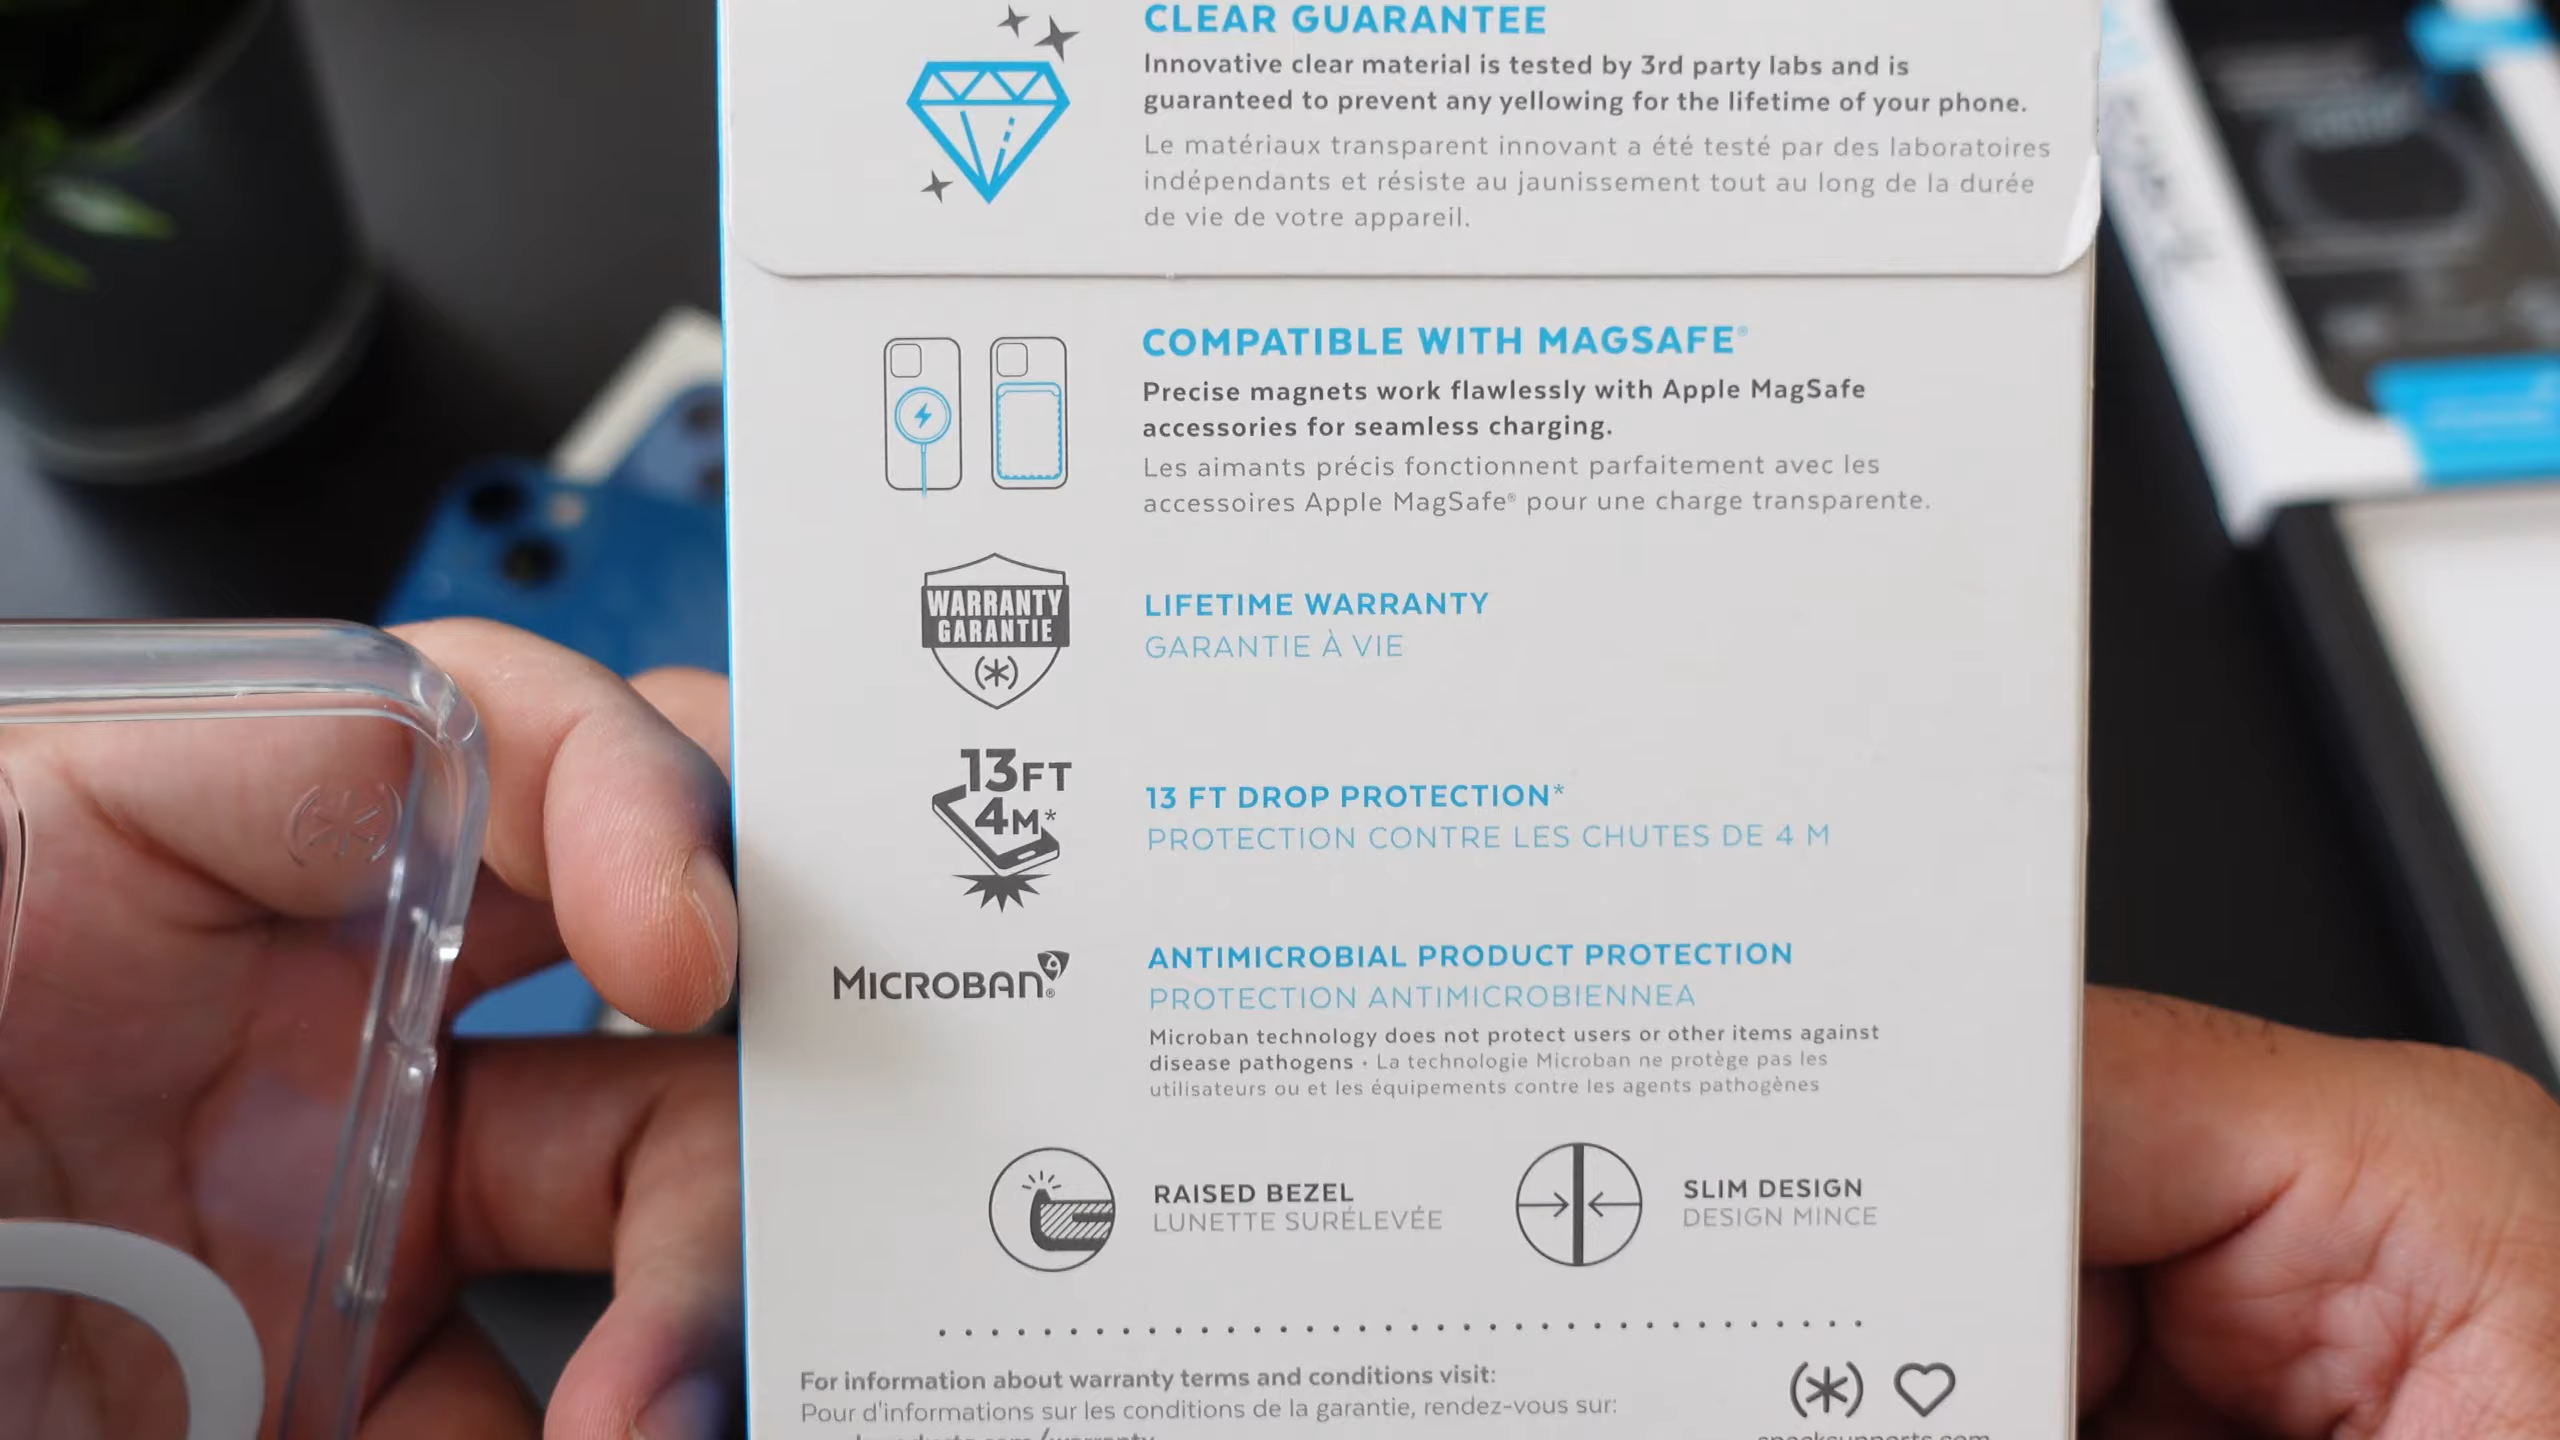 CLEAR GUARANTEE
Innovative clear material is tested by 3rd party labs and is
guaranteed to prevent any yellowing for the lifetime of your phone.
Le matériaux transparent innovant a été testé par des laboratoires
indépendants et résiste au jaunissement tout au long de la durée
de vie de votre appareil.
COMPATIBLE WITH MAGSAFE®
Precise magnets work flawlessly with Apple MagSafe
accessories for seamless charging.
Les aimants précis fonctionnent parfaitement avec les
accessoires Apple MagSafe® pour une charge transparente.
WARRANTY
GARANTIE
(*)
LIFETIME WARRANTY
GARANTIE À VIE
13FT
4M*
13 FT DROP PROTECTION*
PROTECTION CONTRE LES CHUTES DE 4 M
MICROBAN®
ANTIMICROBIAL PRODUCT PROTECTION
PROTECTION ANTIMICROBIENNEA
Microban technology does not protect users or other items against
disease pathogens • La technologie Microban ne protège pas les
utilisateurs ou et les équipements contre les agents pathogènes
RAISED BEZEL
LUNETTE SURÉLEVÉE
SLIM DESIGN
DESIGN MINCE
For information about warranty terms and conditions visit:
Pour d'informations sur les conditions de la garantie, rendez-vous sur: